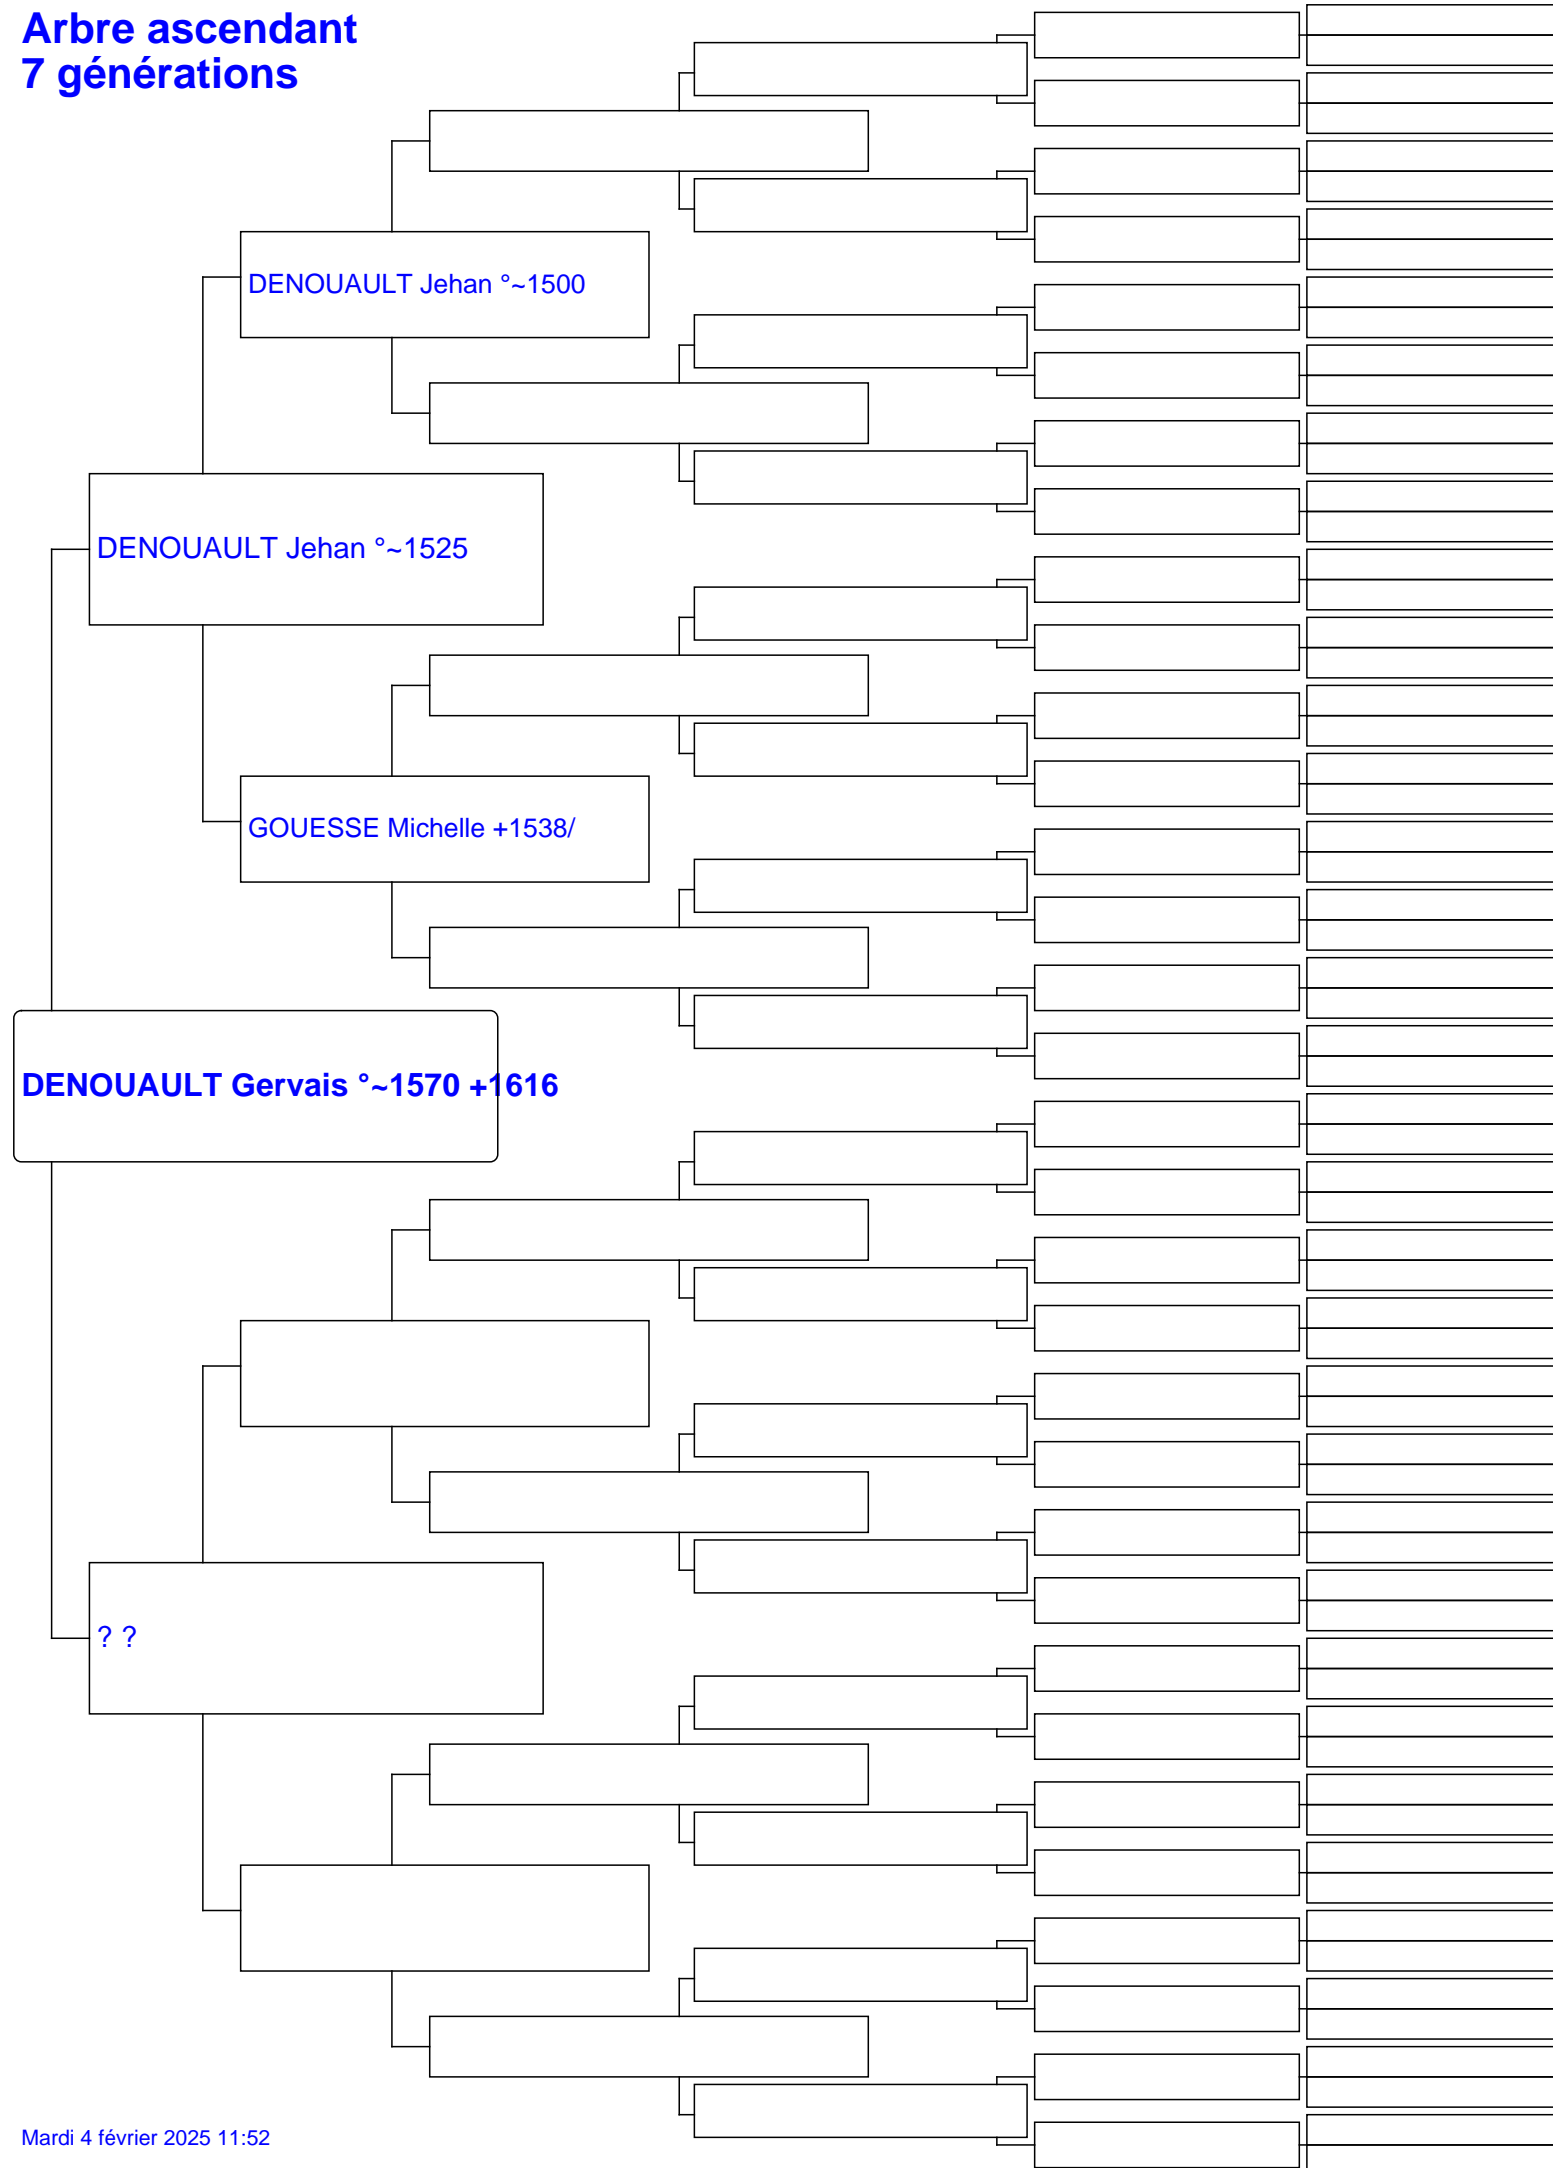 Arbre ascendant
7 générations
DENOUAULT Jehan °~1500
DENOUAULT Jehan °~1525
GOUESSE Michelle +1538/
DENOUAULT Gervais °~1570 +1616
? ?
Mardi 4 février 2025 11:52